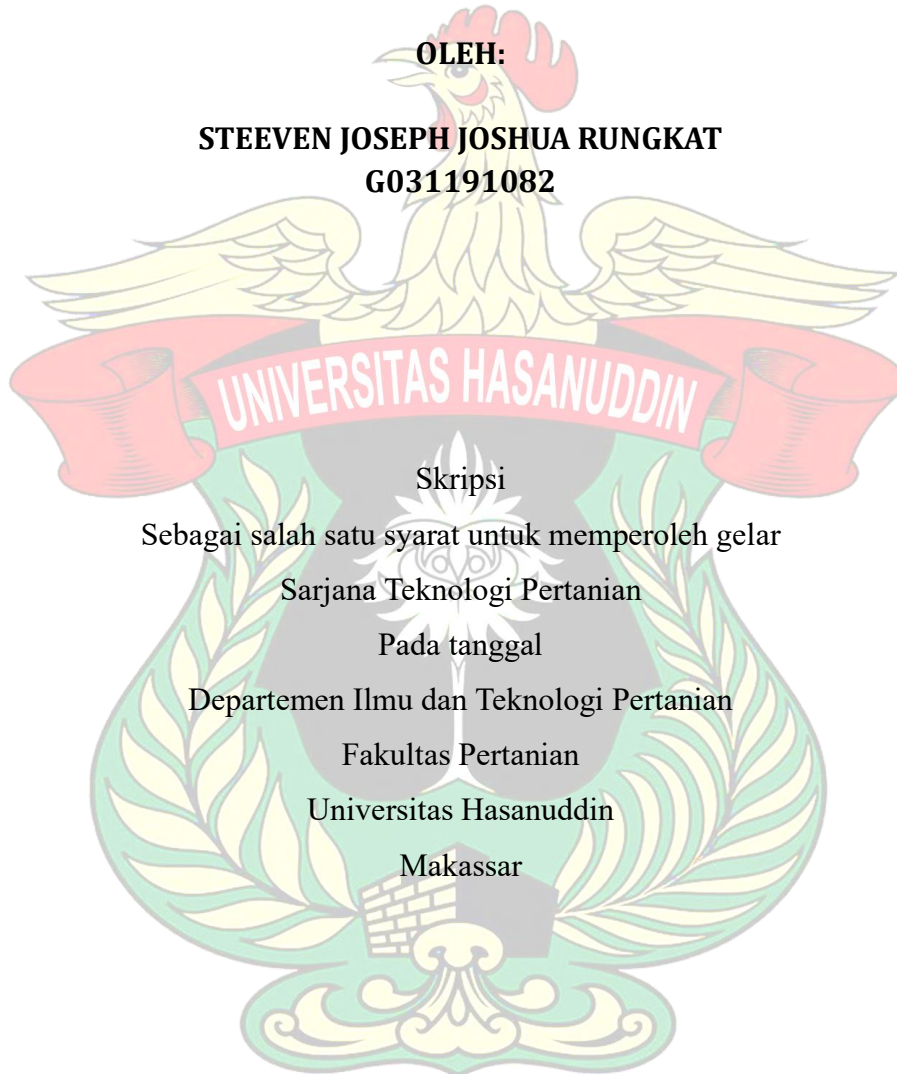 OLEH:
STEEVEN JOSEPH JOSHUA RUNGKAT
G031191082
UNIVERSITAS HASANUDDIN
Skripsi
Sebagai salah satu syarat untuk memperoleh gelar
Sarjana Teknologi Pertanian
Pada tanggal
Departemen Ilmu dan Teknologi Pertanian
Fakultas Pertanian
Universitas Hasanuddin
Makassar